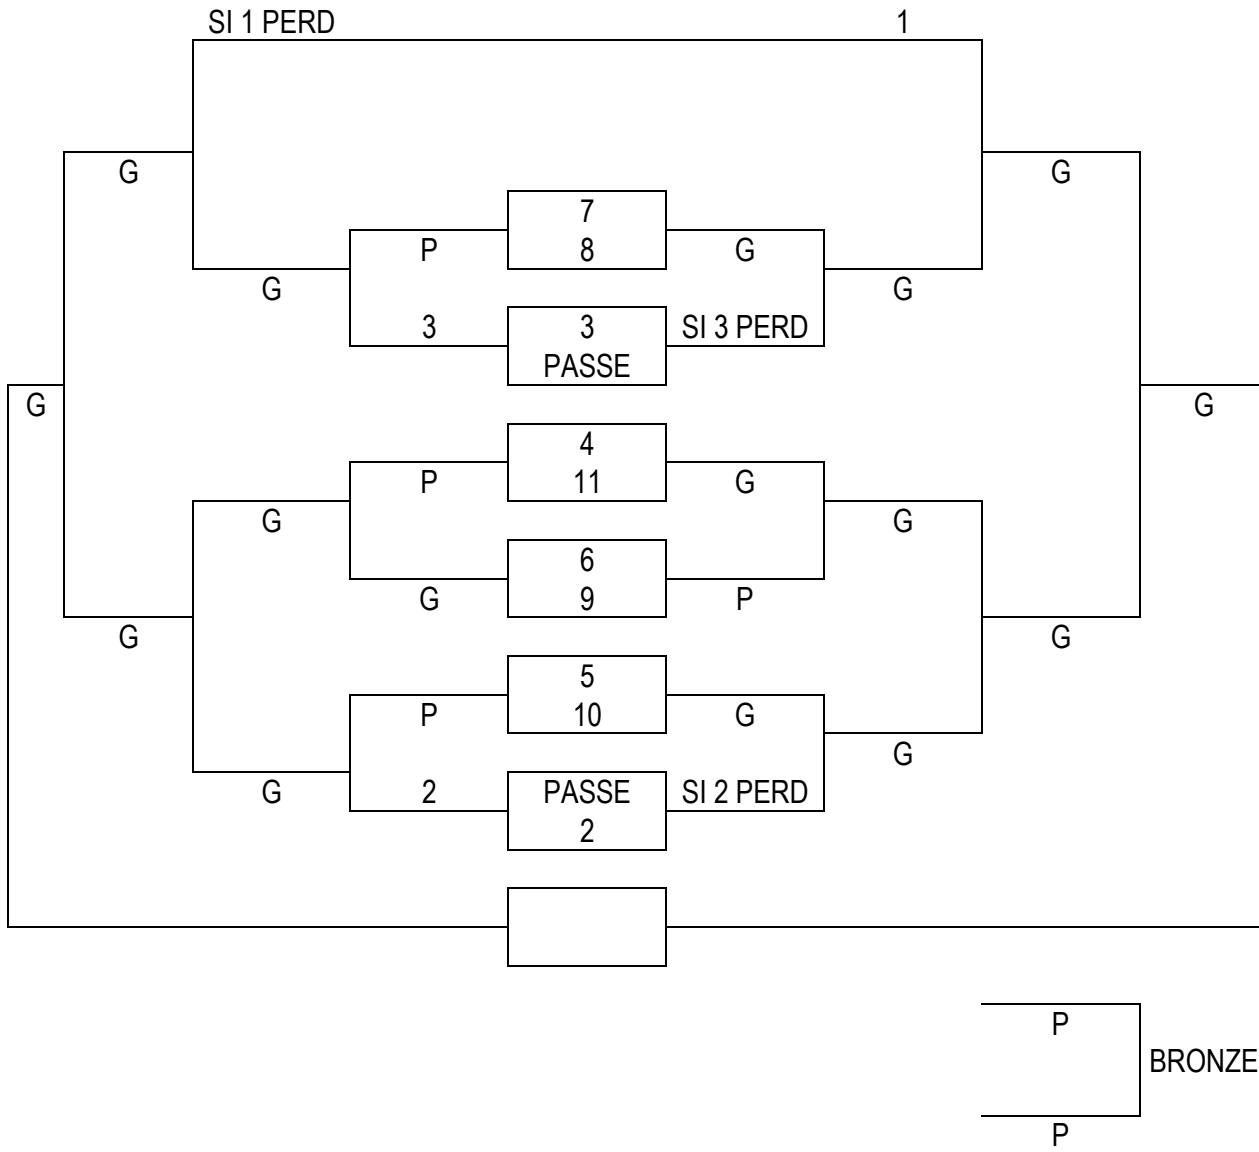 SI 1 PERD 1
G G
7
P 8 G
G G
3 3 SI 3 PERD
PASSE
G G
4
P 11 G
G G
6
G 9 P
G G
5
P 10 G
G
G 2 PASSE SI 2 PERD
2
P
BRONZE
P